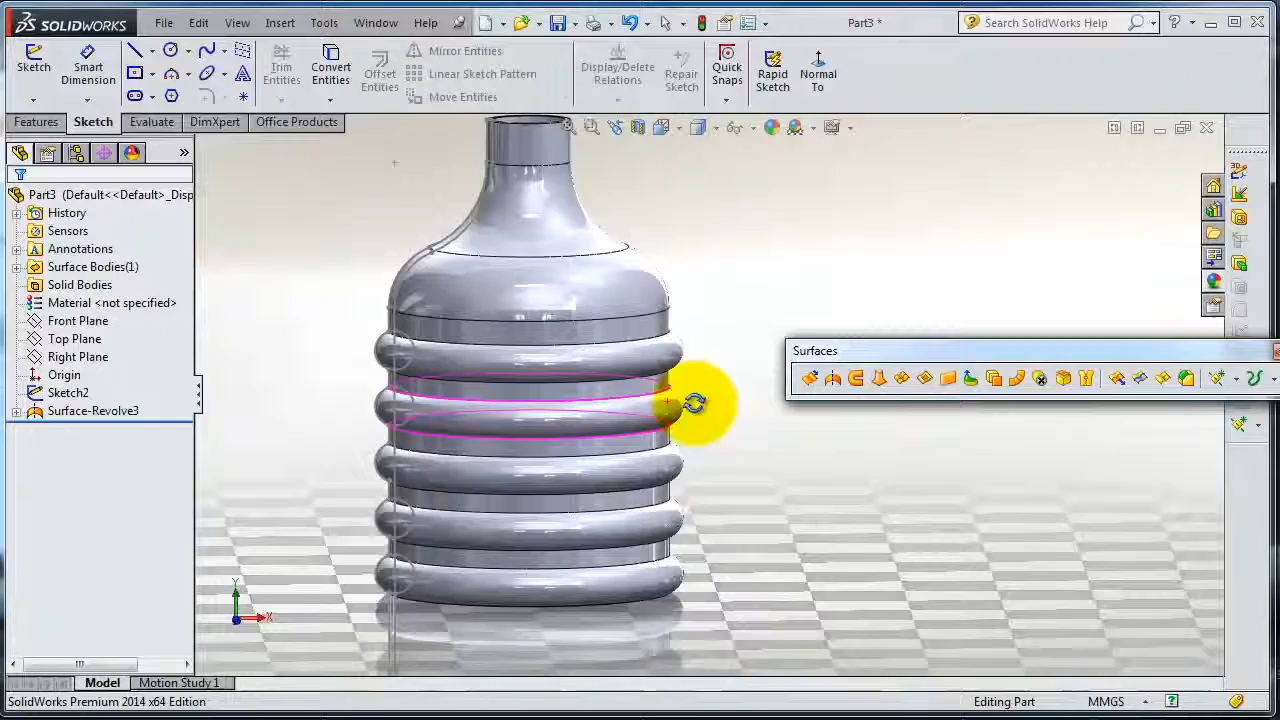 SOLIDWORKS File Edit View Insert Tools Window Help Part3 * Search SolidWorks Help
Sketch Smart Dimension Trim Entities Convert Entities Offset Entities Mirror Entities Linear Sketch Pattern Move Entities Display/Delete Relations Repair Sketch Quick Snaps Rapid Sketch Normal To
Features Sketch Evaluate DimXpert Office Products
Part3 (Default<<Default>_Disp
History
Sensors
Annotations
Surface Bodies(1)
Solid Bodies
Material <not specified>
Front Plane
Top Plane
Right Plane
Origin
Sketch2
Surface-Revolve3
Surfaces
Y
X
Model Motion Study 1
SolidWorks Premium 2014 x64 Edition Editing Part MMGS